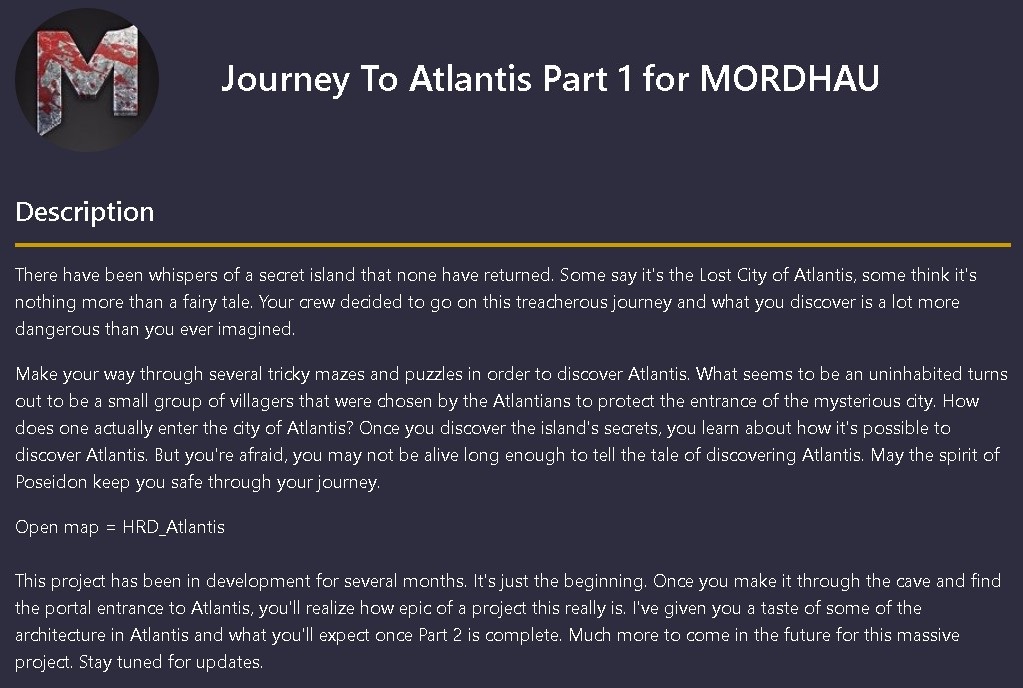 M
Journey To Atlantis Part 1 for MORDHAU
Description
There have been whispers of a secret island that none have returned. Some say it's the Lost City of Atlantis, some think it's
nothing more than a fairy tale. Your crew decided to go on this treacherous journey and what you discover is a lot more
dangerous than you ever imagined.
Make your way through several tricky mazes and puzzles in order to discover Atlantis. What seems to be an uninhabited turns
out to be a small group of villagers that were chosen by the Atlantians to protect the entrance of the mysterious city. How
does one actually enter the city of Atlantis? Once you discover the island's secrets, you learn about how it's possible to
discover Atlantis. But you're afraid, you may not be alive long enough to tell the tale of discovering Atlantis. May the spirit of
Poseidon keep you safe through your journey.
Open map = HRD_Atlantis
This project has been in development for several months. It's just the beginning. Once you make it through the cave and find
the portal entrance to Atlantis, you'll realize how epic of a project this really is. I've given you a taste of some of the
architecture in Atlantis and what you'll expect once Part 2 is complete. Much more to come in the future for this massive
project. Stay tuned for updates.